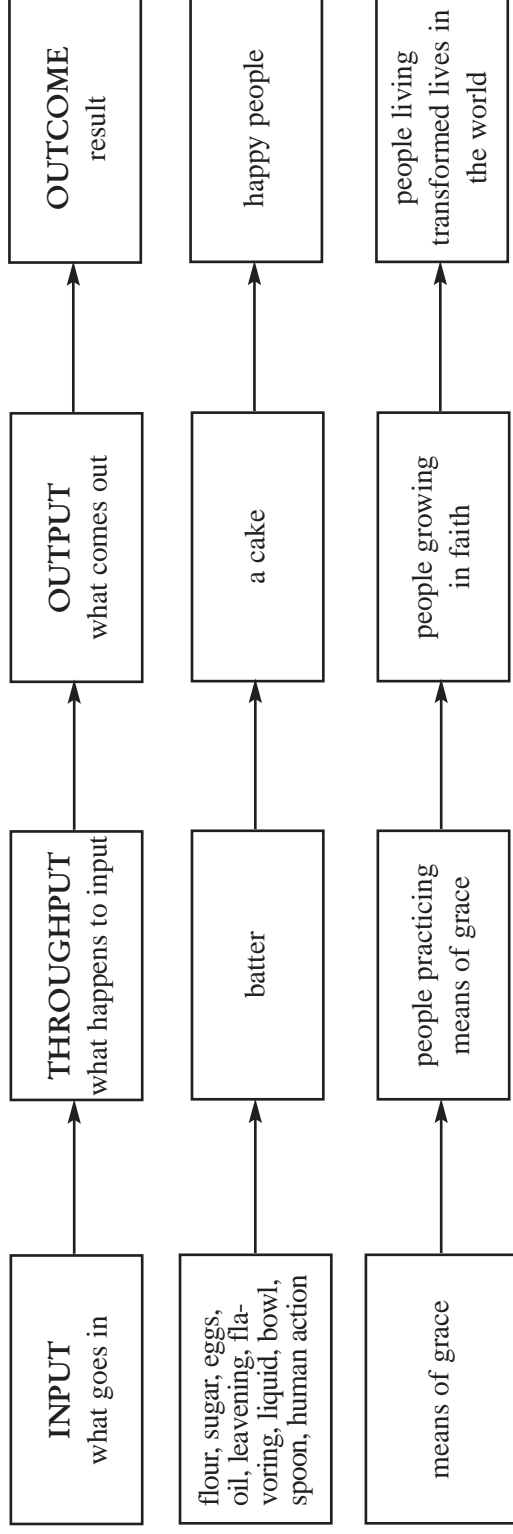 INPUT
what goes in
THROUGHPUT
what happens to input
OUTPUT
what comes out
OUTCOME
result
flour, sugar, eggs,
oil, leavening, fla-
voring, liquid, bowl,
spoon, human action
batter
a cake
happy people
means of grace
people practicing
means of grace
people growing
in faith
people living
transformed lives in
the world